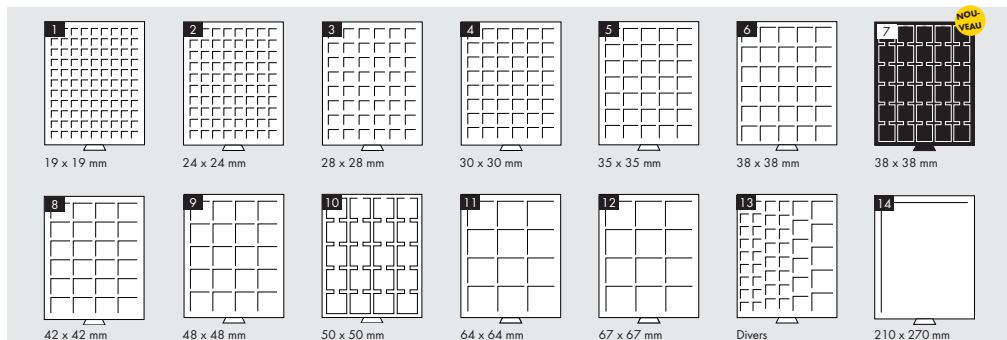 1
2
3
4
5
6
7
NOU-
VEAU
19 x 19 mm
24 x 24 mm
28 x 28 mm
30 x 30 mm
35 x 35 mm
38 x 38 mm
38 x 38 mm
8
9
10
11
12
13
14
42 x 42 mm
48 x 48 mm
50 x 50 mm
64 x 64 mm
67 x 67 mm
Divers
210 x 270 mm